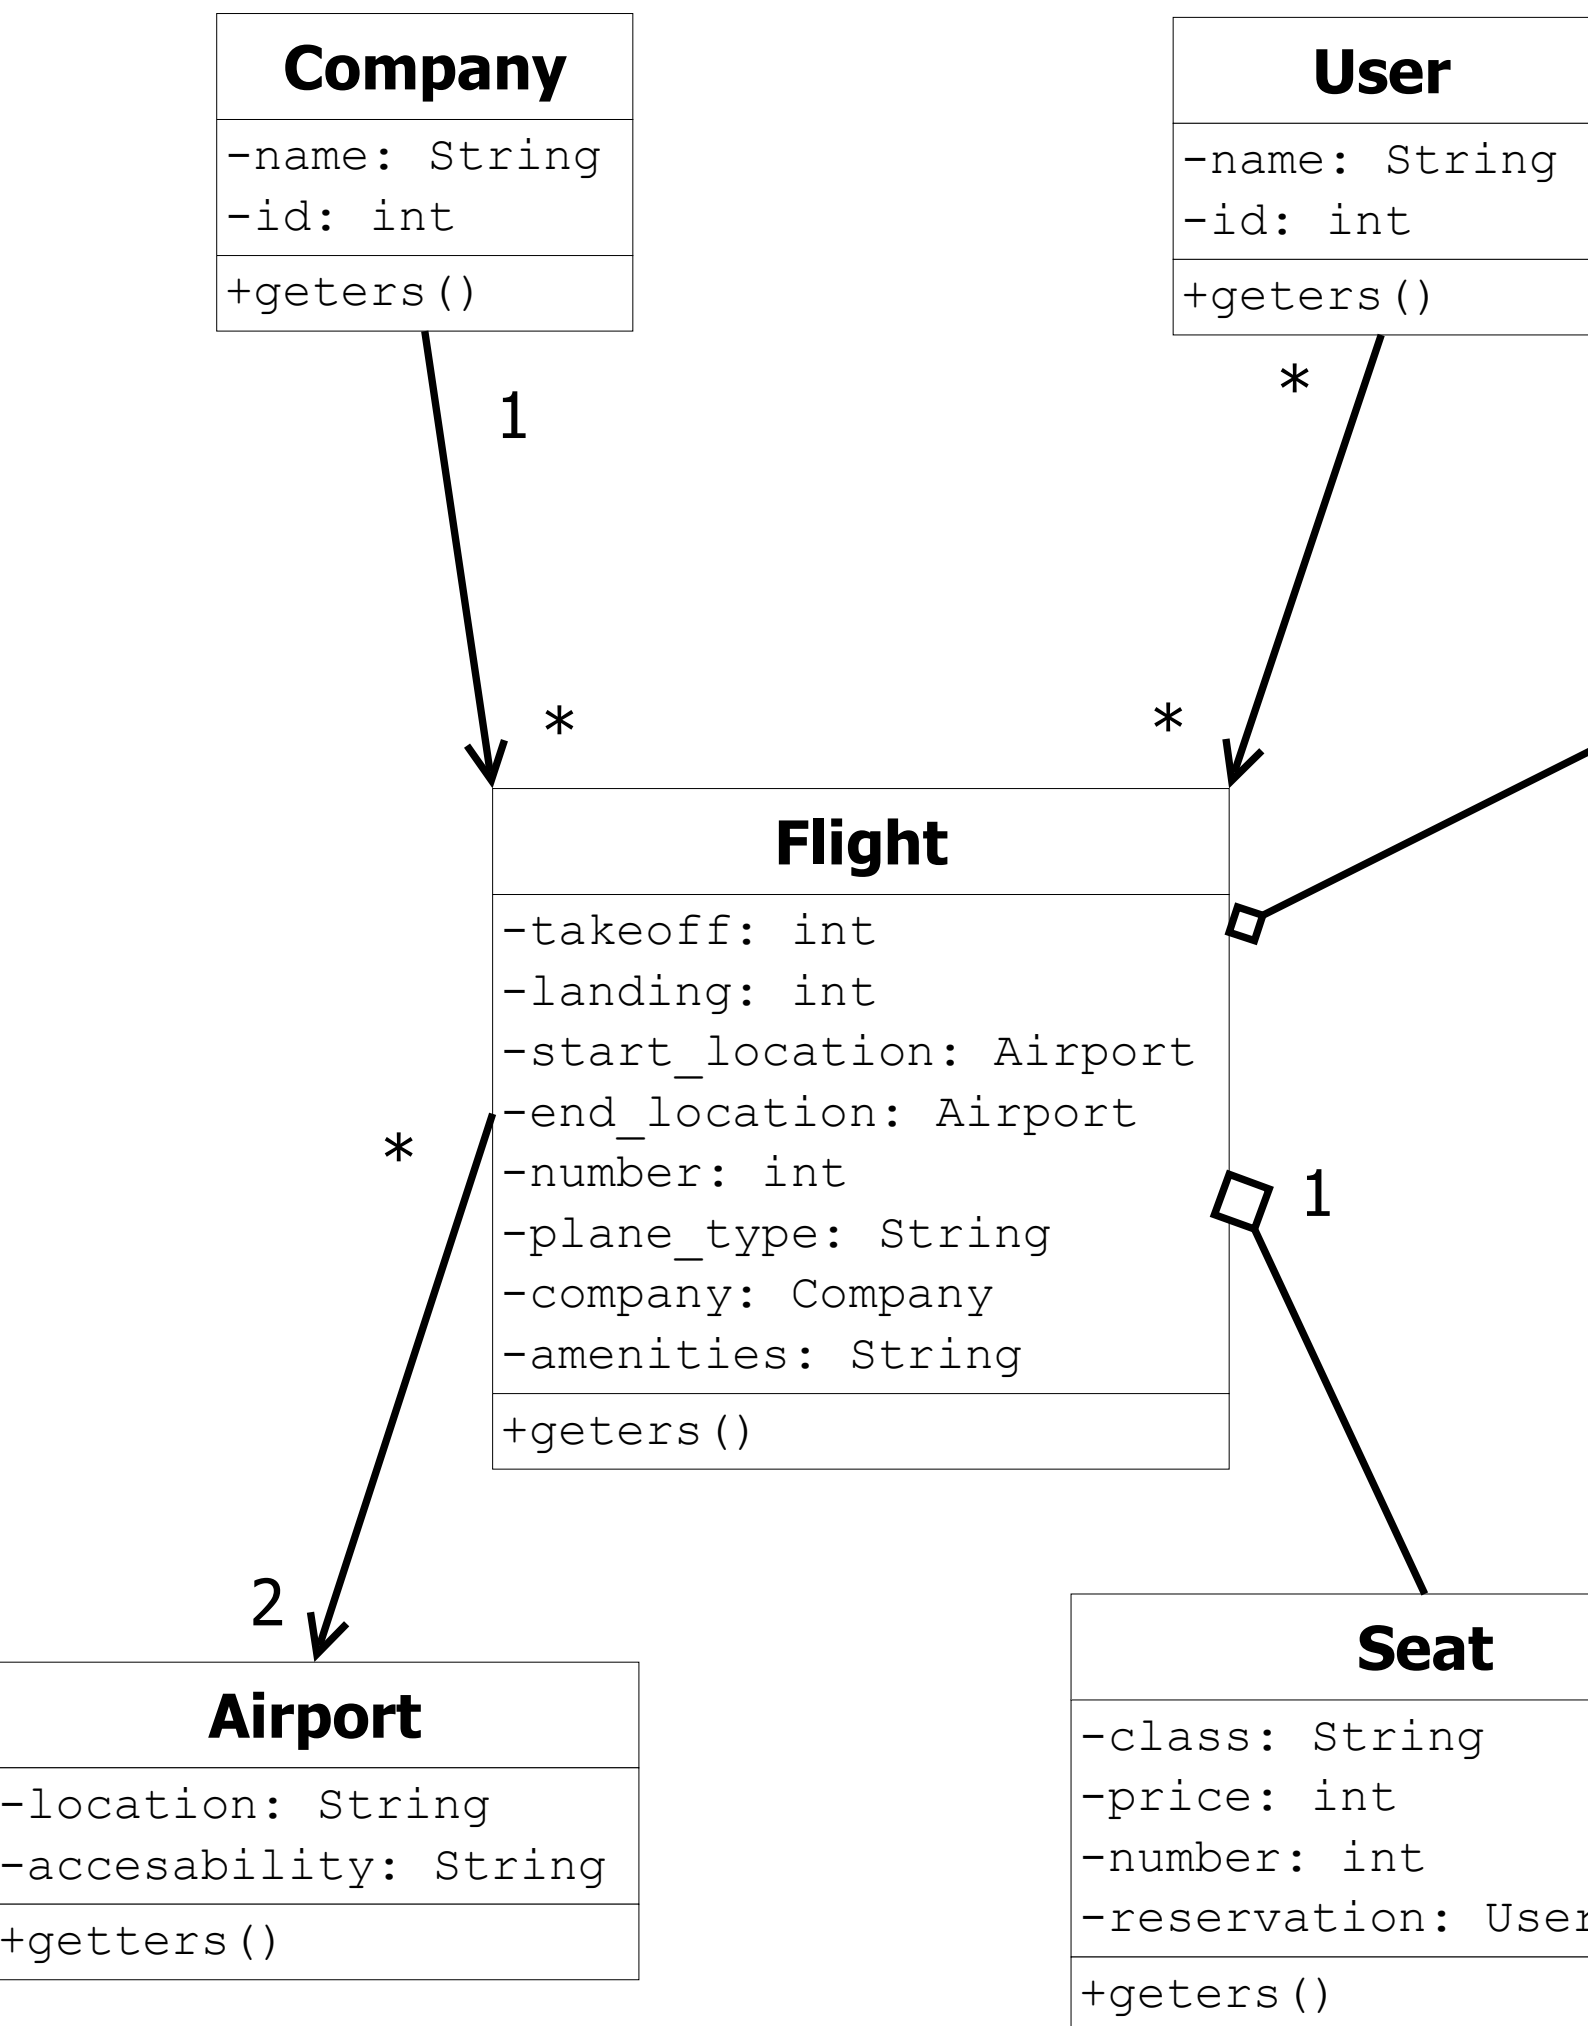 Company
-name: String
-id: int
+geters()
1
*
User
-name: String
-id: int
+geters()
*
*
Flight
-takeoff: int
-landing: int
-start_location: Airport
-end_location: Airport
-number: int
-plane_type: String
-company: Company
-amenities: String
+geters()
*
2
1
Airport
-location: String
-accesability: String
+getters()
Seat
-class: String
-price: int
-number: int
-reservation: User
+geters()